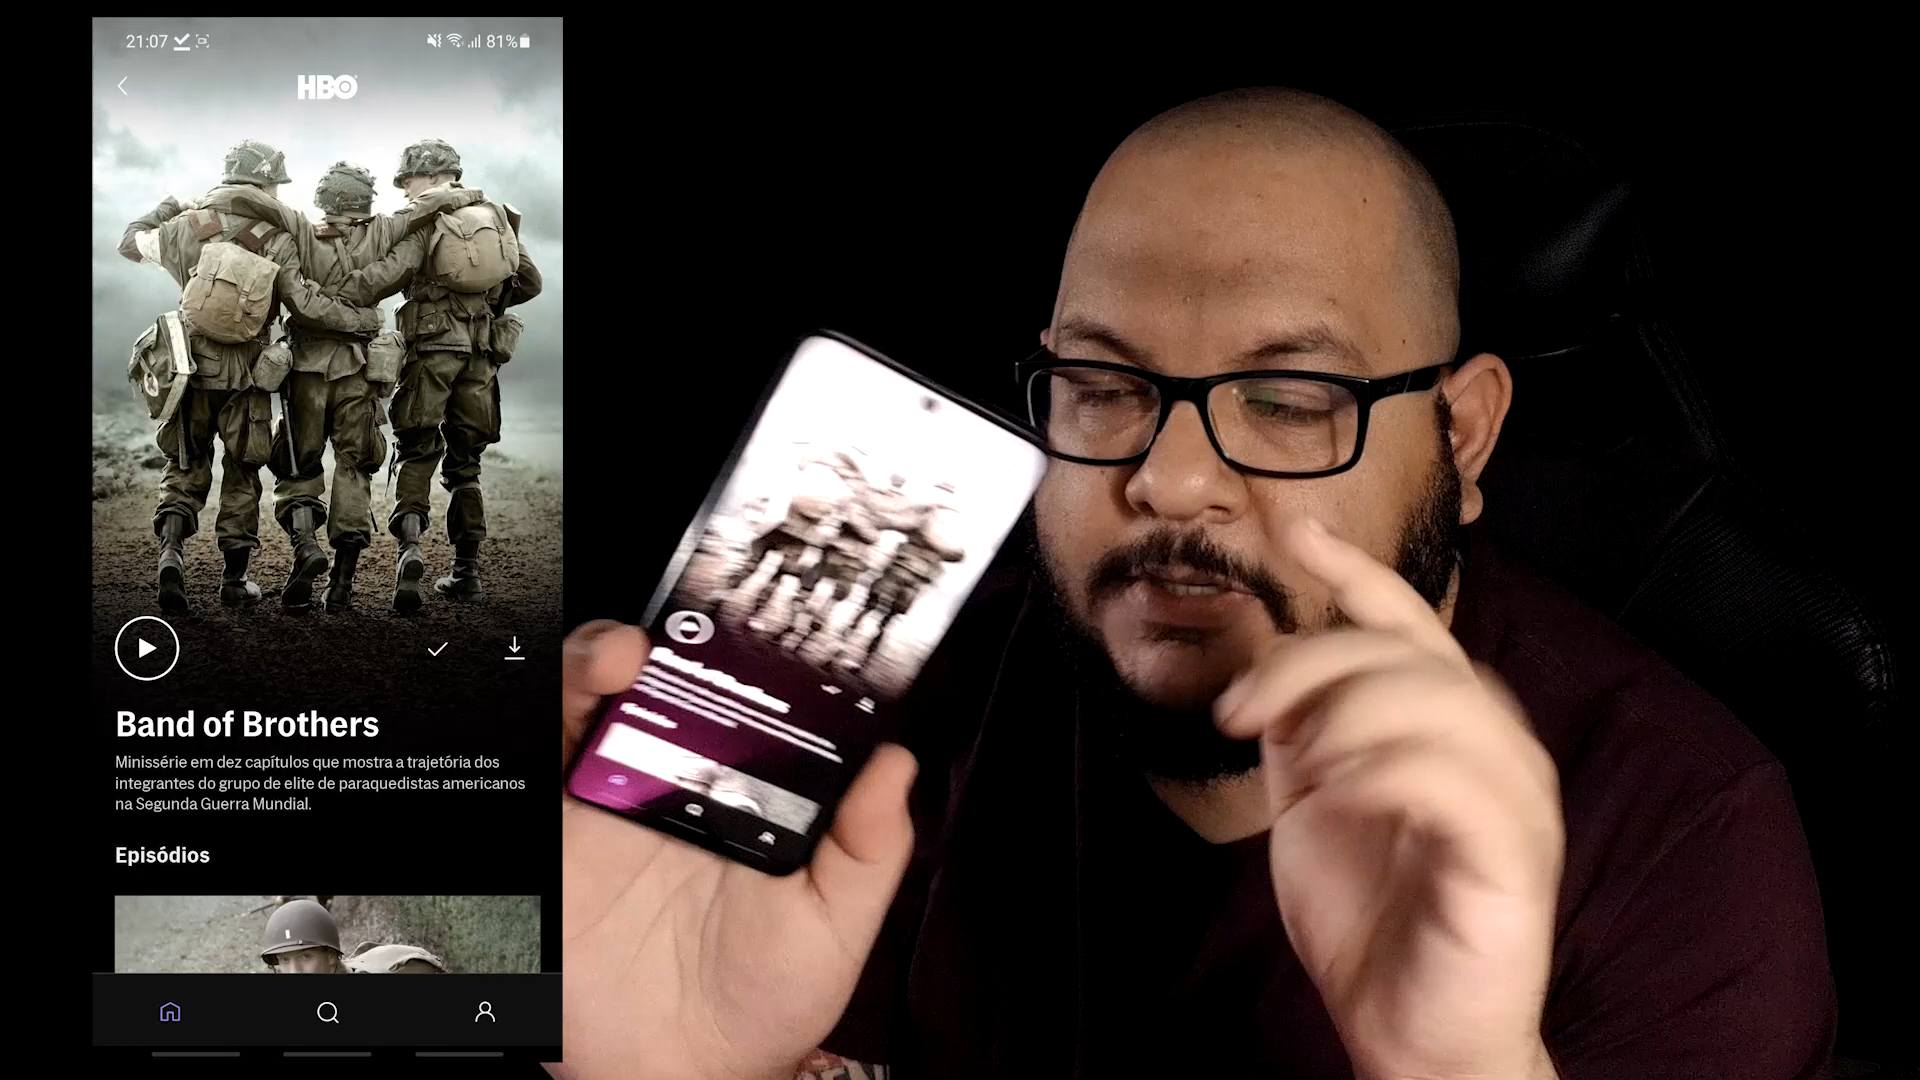 21:07
81%
HBO
Band of Brothers
Minissérie em dez capítulos que mostra a trajetória dos
integrantes do grupo de elite de paraquedistas americanos
na Segunda Guerra Mundial.
Episódios